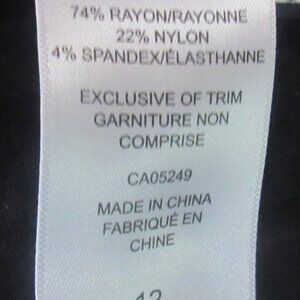 74% RAYON/RAYONNE
22% NYLON
4% SPANDEX/ÉLASTHANNE
EXCLUSIVE OF TRIM
GARNITURE NON
COMPRISE
CA05249
MADE IN CHINA
FABRIQUÉ EN
CHINE
12